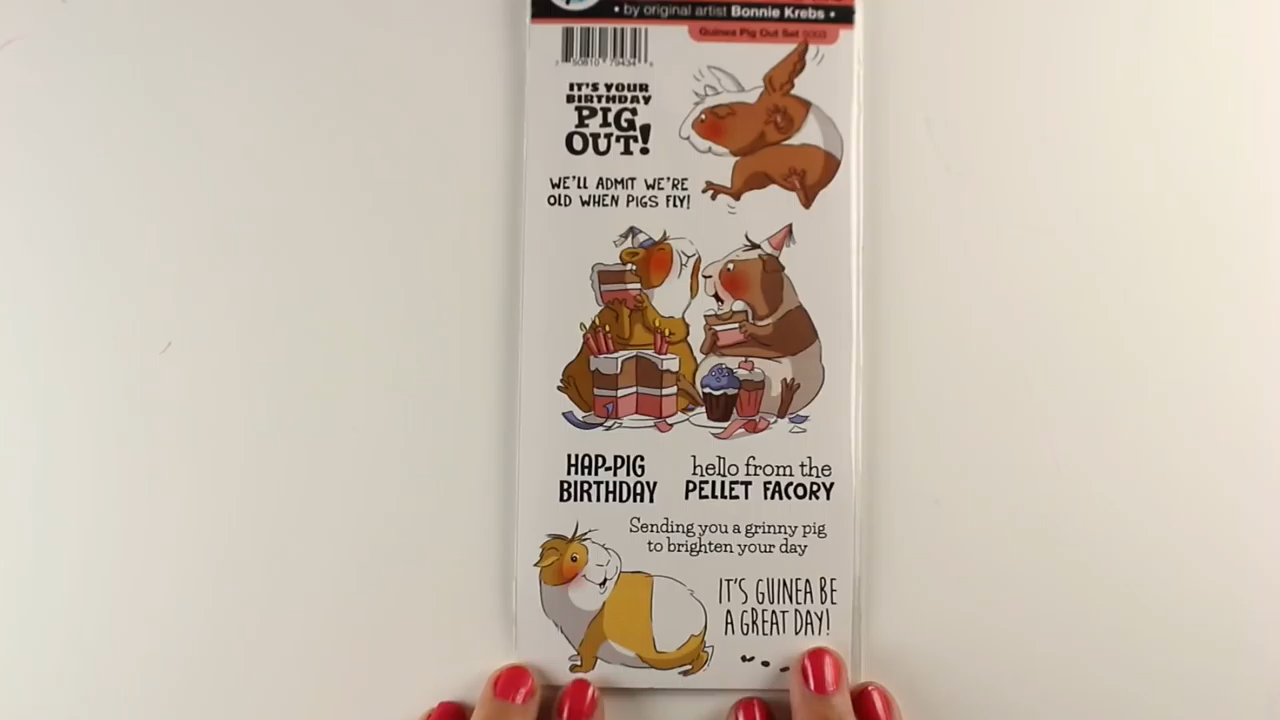 • by original artist Bonnie Krebs •
Guinea Pig Out Set
IT'S YOUR
BIRTHDAY
PIG
OUT!
WE'LL ADMIT WE'RE
OLD WHEN PIGS FLY!
HAP-PIG
BIRTHDAY
hello from the
PELLET FACORY
Sending you a grinny pig
to brighten your day
IT'S GUINEA BE
A GREAT DAY!